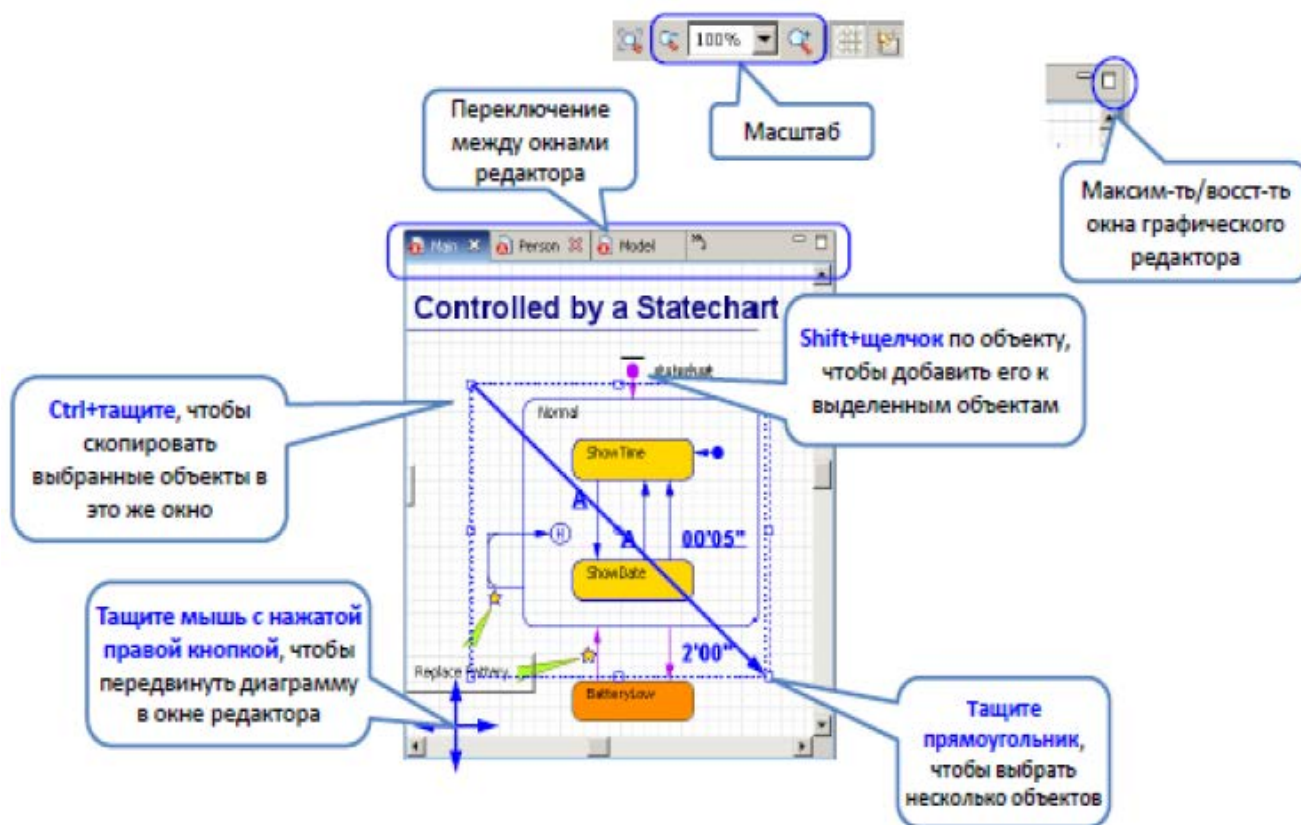 100%
Масштаб
Переключение
между окнами
редактора
Максим-ть/восст-ть
окна графического
редактора
Main
Person
Model
Controlled by a Statechart
Shift+щелчок по объекту,
чтобы добавить его к
выделенным объектам
statechart
Ctrl+тащите, чтобы
скопировать
выбранные объекты в
это же окно
Normal
ShowTime
A
A
00'05"
H
ShowDate
Тащите мышь с нажатой
правой кнопкой, чтобы
передвинуть диаграмму
в окне редактора
2'00"
Replace Battery
BatteryLow
Тащите
прямоугольник,
чтобы выбрать
несколько объектов